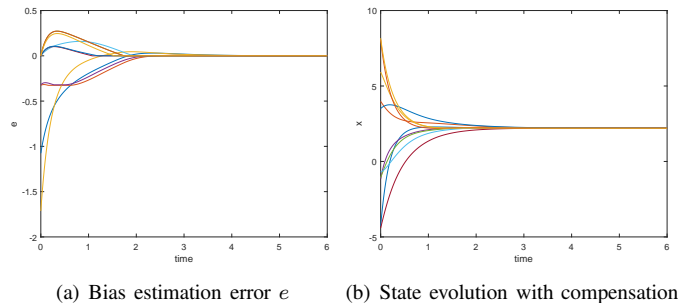 0.5
0
-0.5
-1
-1.5
-2
e
0 1 2 3 4 5 6
time
10
5
0
-5
x
0 1 2 3 4 5 6
time
(a) Bias estimation error e
(b) State evolution with compensation